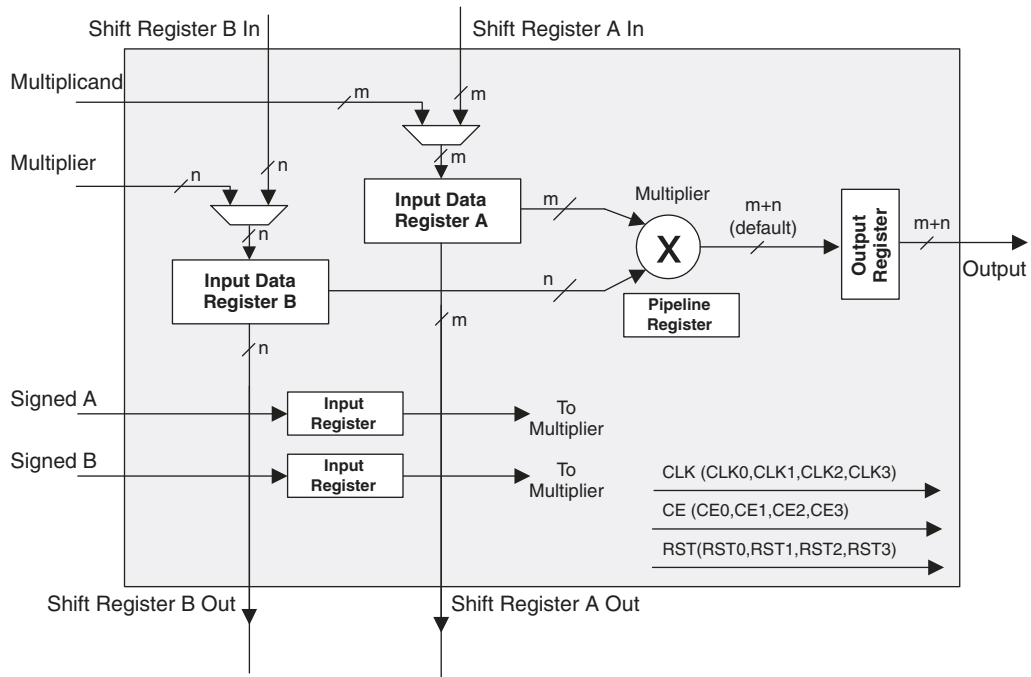 Shift Register B In
Shift Register A In
Multiplicand
m
m
Multiplier
n
n
m
Input Data
Register A
m
Multiplier
X
m+n
(default)
Output
Register
m+n
Output
n
Input Data
Register B
n
Pipeline
Register
m
n
Signed A
Input
Register
To
Multiplier
Signed B
Input
Register
To
Multiplier
CLK (CLK0,CLK1,CLK2,CLK3)
CE (CE0,CE1,CE2,CE3)
RST(RST0,RST1,RST2,RST3)
Shift Register B Out
Shift Register A Out